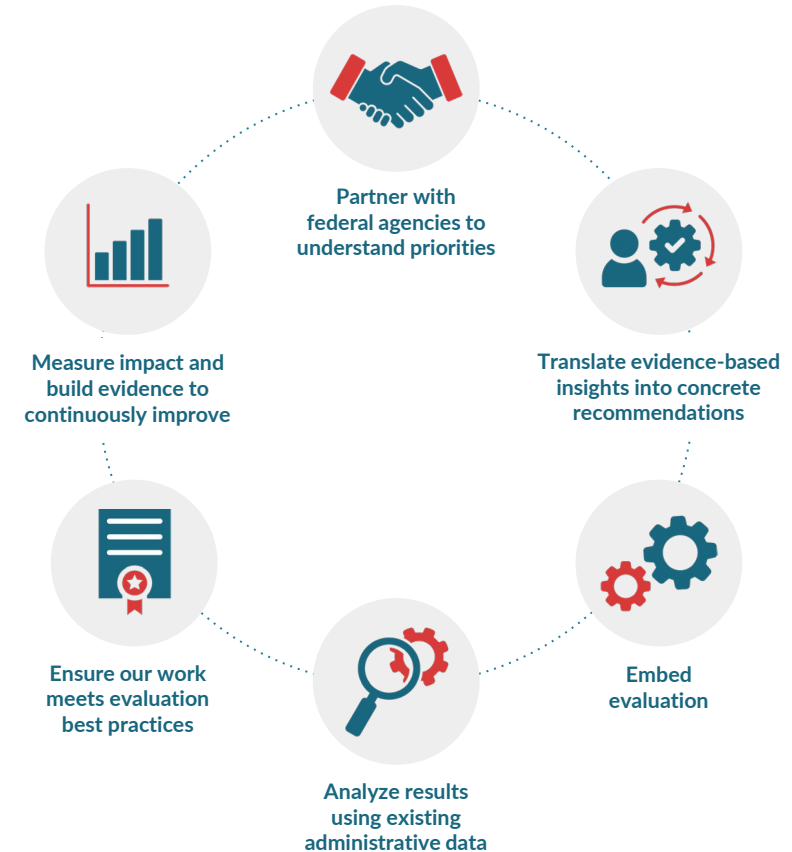 Partner with
federal agencies to
understand priorities
Translate evidence-based
insights into concrete
recommendations
Embed
evaluation
Analyze results
using existing
administrative data
Ensure our work
meets evaluation
best practices
Measure impact and
build evidence to
continuously improve